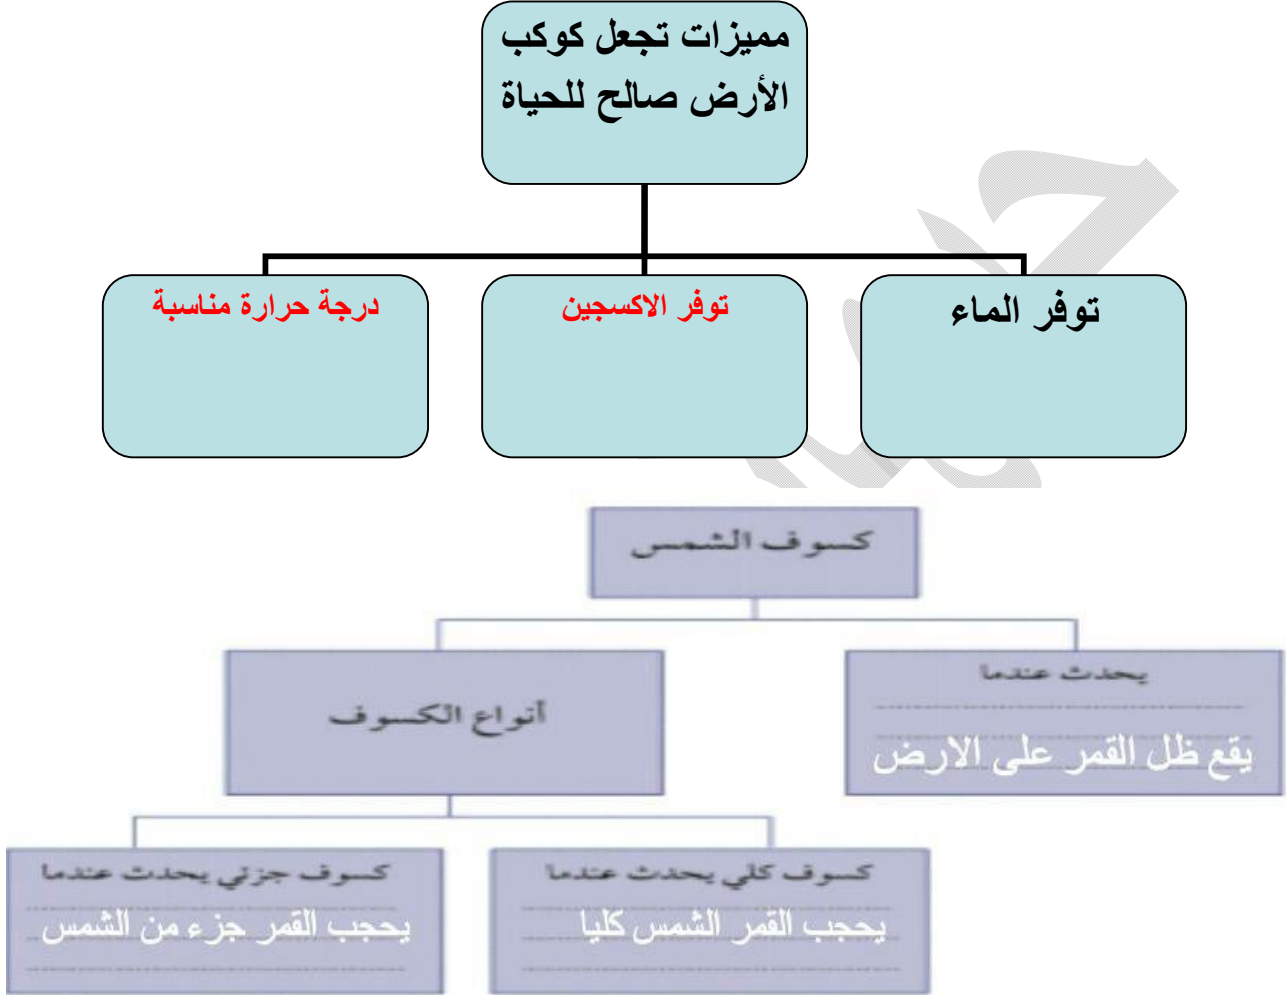 مميزات تجعل كوكب
الأرض صالح للحياة
توفر الماء
توفر الاكسجين
درجة حرارة مناسبة
كسوف الشمس
يحدث عندما
يقع ظل القمر على الارض
أنواع الكسوف
كسوف كلي يحدث عندما
يحجب القمر الشمس كليا
كسوف جزئي يحدث عندما
يحجب القمر جزء من الشمس